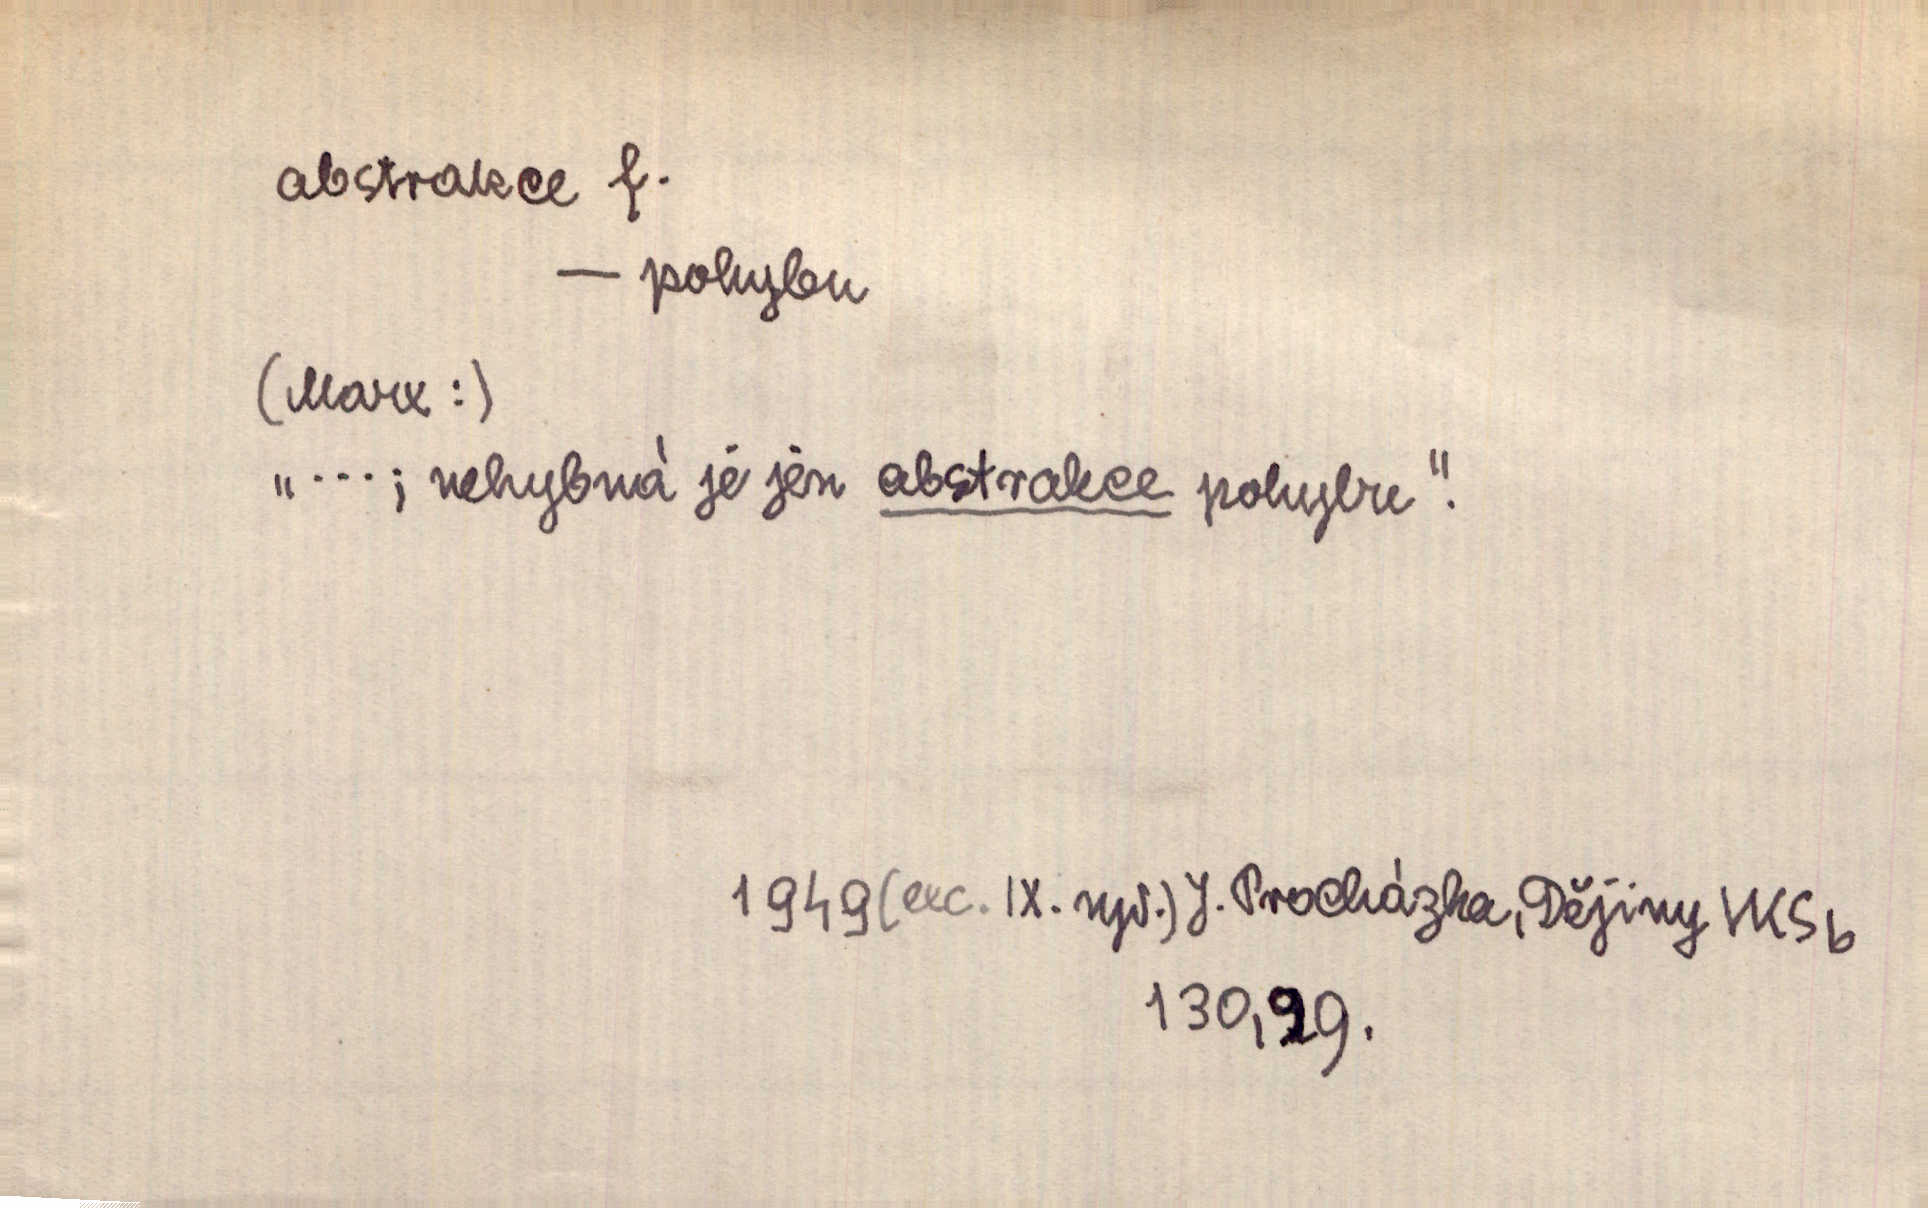 abstrakce f.
— pohybu
(Marx:)
"...; nehybná je jen abstrakce pohybu".
1949 (exc. IX. vyd.) J. Procházka, Dějiny VKSb
130,29.